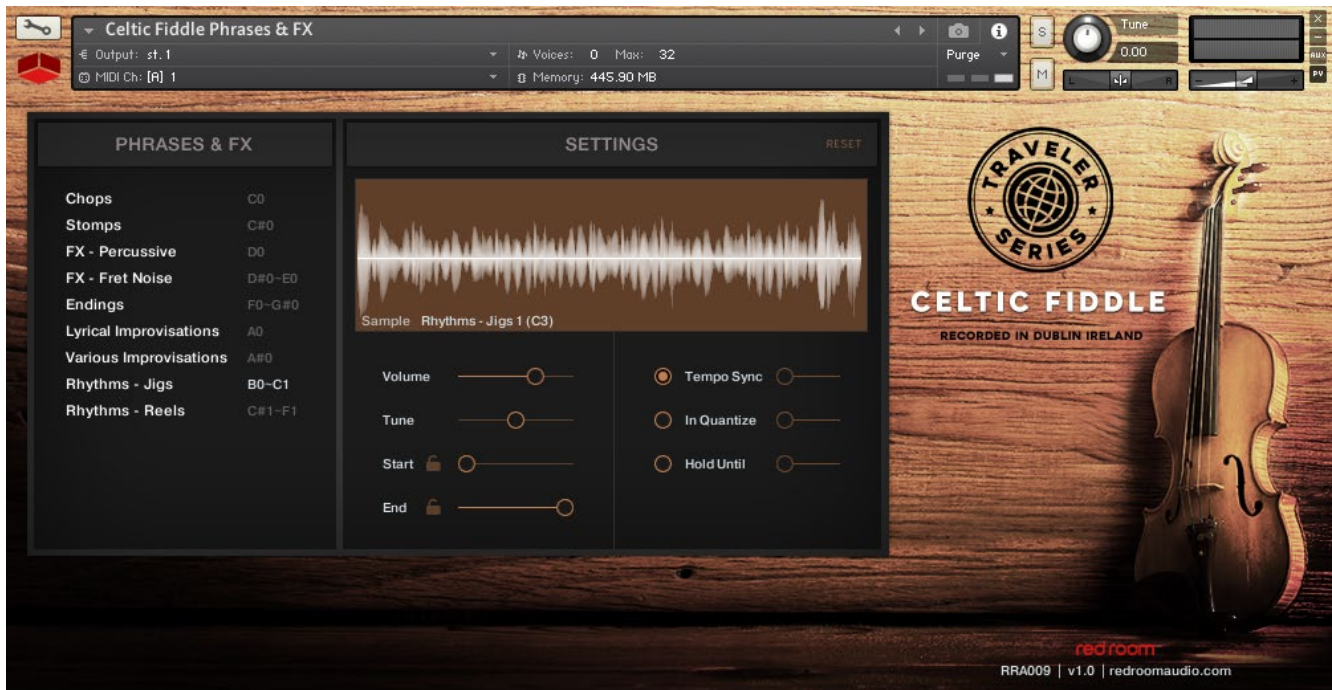 Celtic Fiddle Phrases & FX
Output: st. 1
Voices: 0 Max: 32
Purge
MIDI Ch: [A] 1
Memory: 445.90 MB
S
M
Tune
0.00
L R
- +
X
-
AUX
PV
PHRASES & FX
Chops C0
Stomps C#0
FX - Percussive D0
FX - Fret Noise D#0~E0
Endings F0~G#0
Lyrical Improvisations A0
Various Improvisations A#0
Rhythms - Jigs B0~C1
Rhythms - Reels C#1~F1
SETTINGS
RESET
Sample Rhythms - Jigs 1 (C3)
Volume
Tune
Start
End
Tempo Sync
In Quantize
Hold Until
TRAVELER
SERIES
CELTIC FIDDLE
RECORDED IN DUBLIN IRELAND
red room
RRA009 | v1.0 | redroomaudio.com